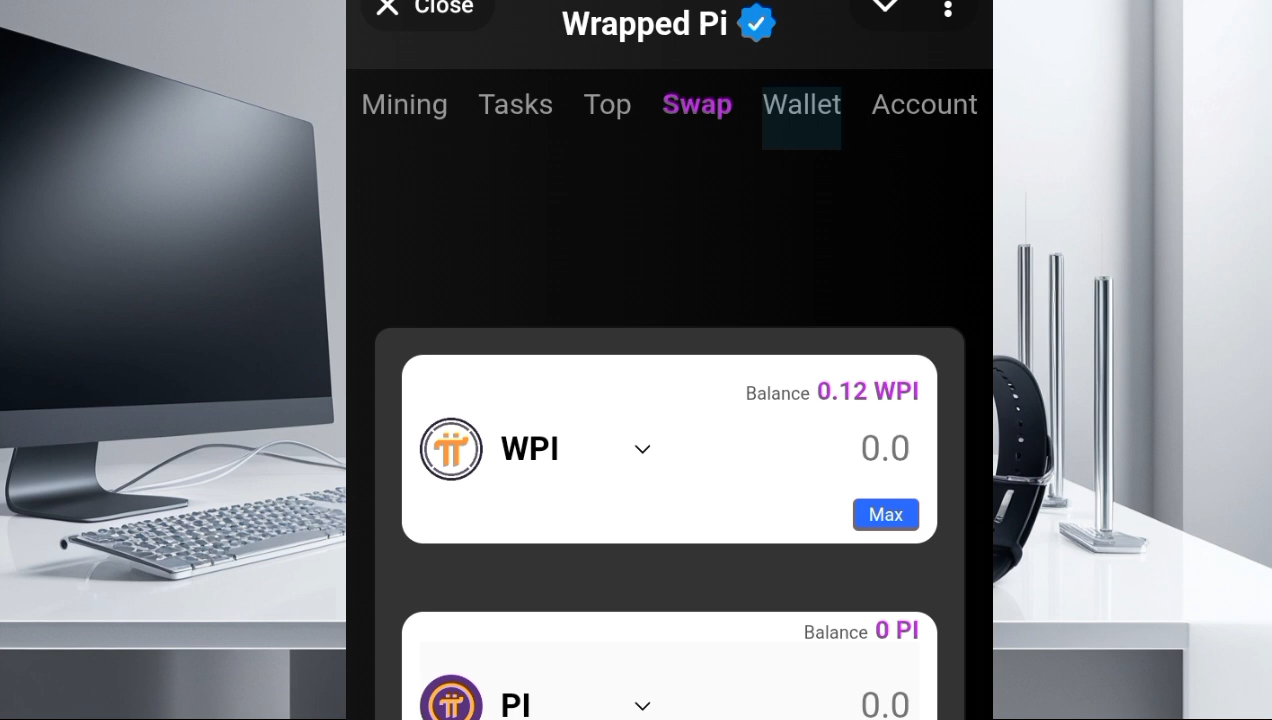 Close
Wrapped Pi
Mining Tasks Top Swap Wallet Account
Balance 0.12 WPI
WPI 0.0
Max
Balance 0 PI
PI 0.0